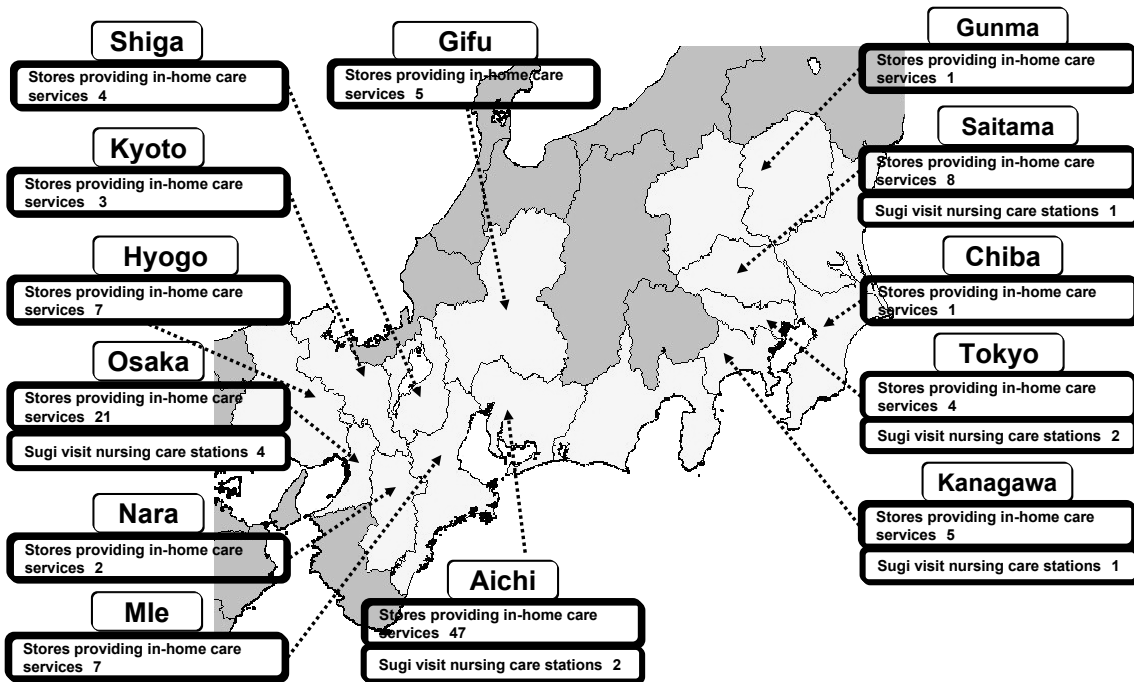 Shiga
Stores providing in-home care
services 4
Kyoto
Stores providing in-home care
services 3
Hyogo
Stores providing in-home care
services 7
Osaka
Stores providing in-home care
services 21
Sugi visit nursing care stations 4
Nara
Stores providing in-home care
services 2
Mle
Stores providing in-home care
services 7
Gifu
Stores providing in-home care
services 5
Aichi
Stores providing in-home care
services 47
Sugi visit nursing care stations 2
Gunma
Stores providing in-home care
services 1
Saitama
Stores providing in-home care
services 8
Sugi visit nursing care stations 1
Chiba
Stores providing in-home care
services 1
Tokyo
Stores providing in-home care
services 4
Sugi visit nursing care stations 2
Kanagawa
Stores providing in-home care
services 5
Sugi visit nursing care stations 1